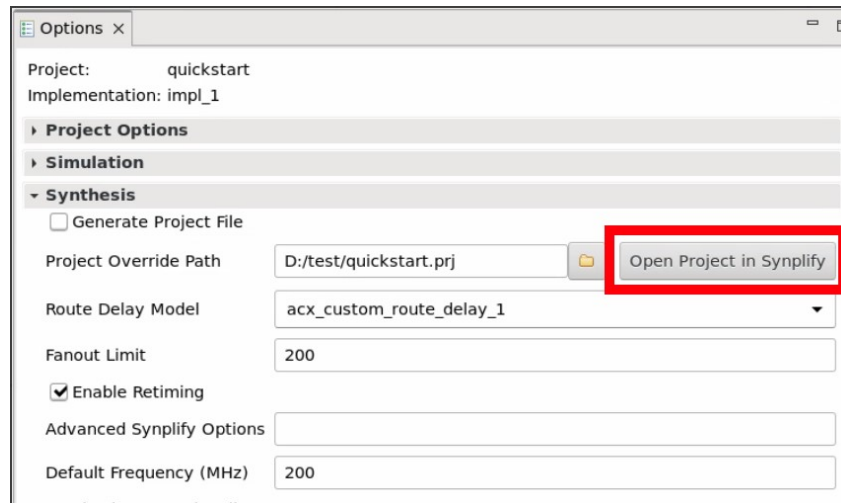 Options
Project: quickstart
Implementation: impl_1
Project Options
Simulation
Synthesis
Generate Project File
Project Override Path D:/test/quickstart.prj Open Project in Synplify
Route Delay Model acx_custom_route_delay_1
Fanout Limit 200
Enable Retiming
Advanced Synplify Options
Default Frequency (MHz) 200